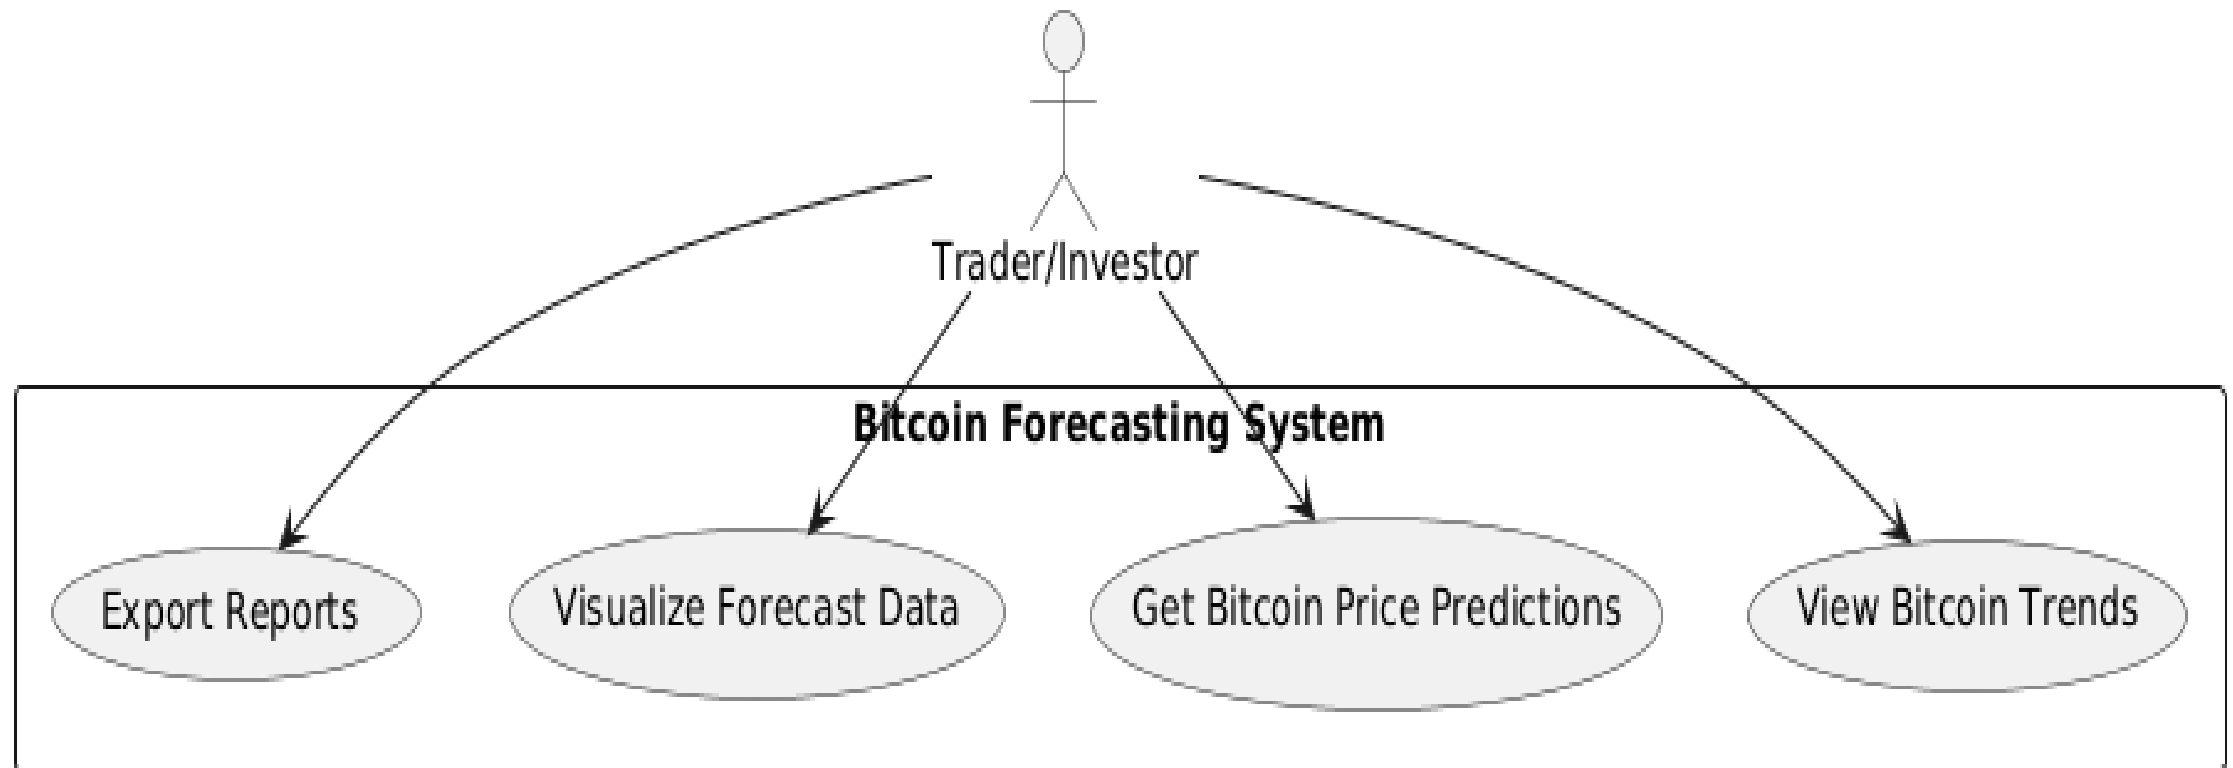 Trader/Investor
Bitcoin Forecasting System
Export Reports
Visualize Forecast Data
Get Bitcoin Price Predictions
View Bitcoin Trends